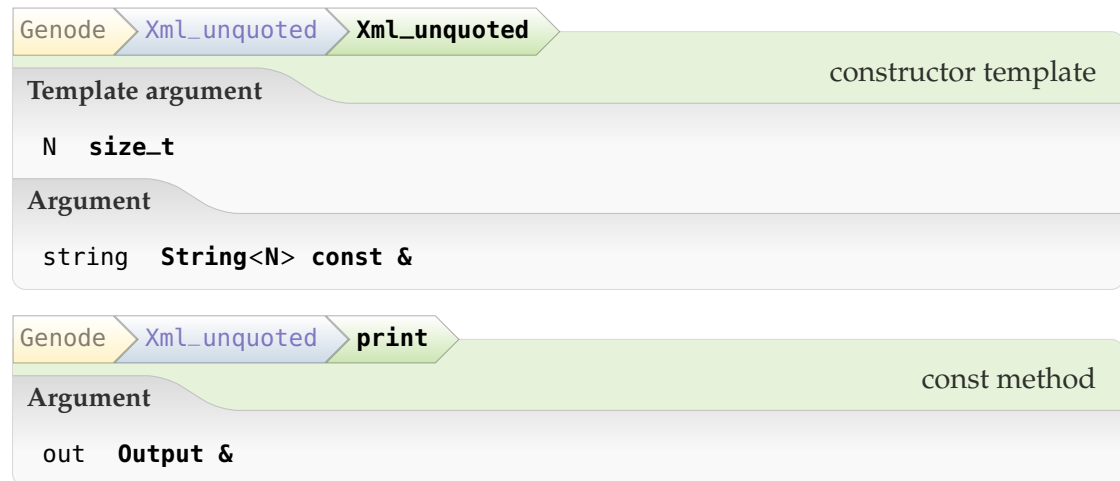 Genode Xml_unquoted Xml_unquoted
constructor template
Template argument
N size_t
Argument
string String<N> const &
Genode Xml_unquoted print
const method
Argument
out Output &